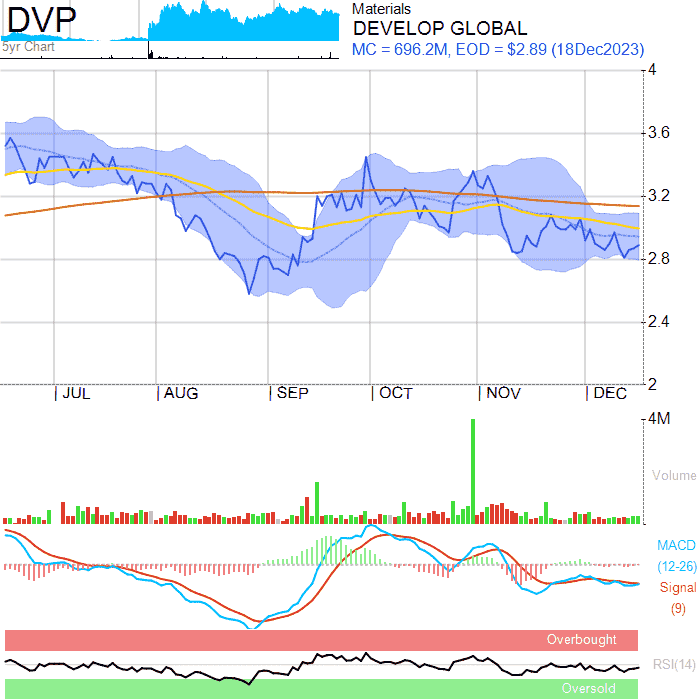 DVP
5yr Chart
Materials
DEVELOP GLOBAL
MC = 696.2M, EOD = $2.89 (18Dec2023)
4
3.6
3.2
2.8
2.4
2
JUL AUG SEP OCT NOV DEC
4M
Volume
MACD
(12-26)
Signal
(9)
Overbought
RSI(14)
Oversold